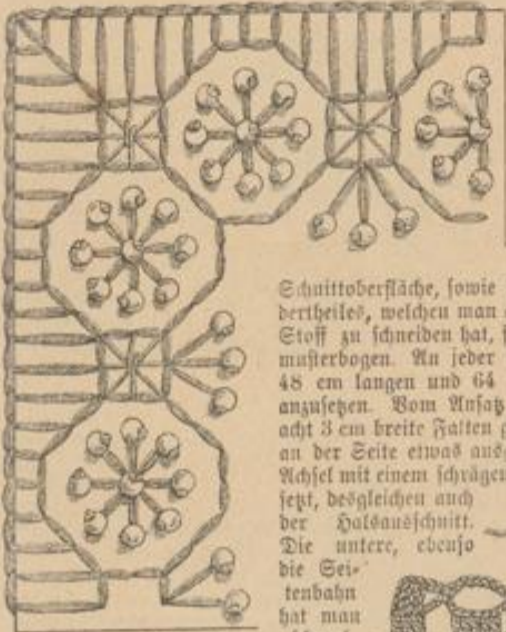 Schnittoberfläche, sowie
dertheiles, welchen man
Stoff zu schneiden hat,
musterbogen. An jeder
48 cm langen und 64
anzusetzen. Vom Ansatz
acht 3 cm breite Falten
an der Seite etwas aus
Achsel mit einem schrägen
setzt, desgleichen auch
der Halsausschnitt.
Die untere, ebenso
die Sei-
tenbahn
hat man